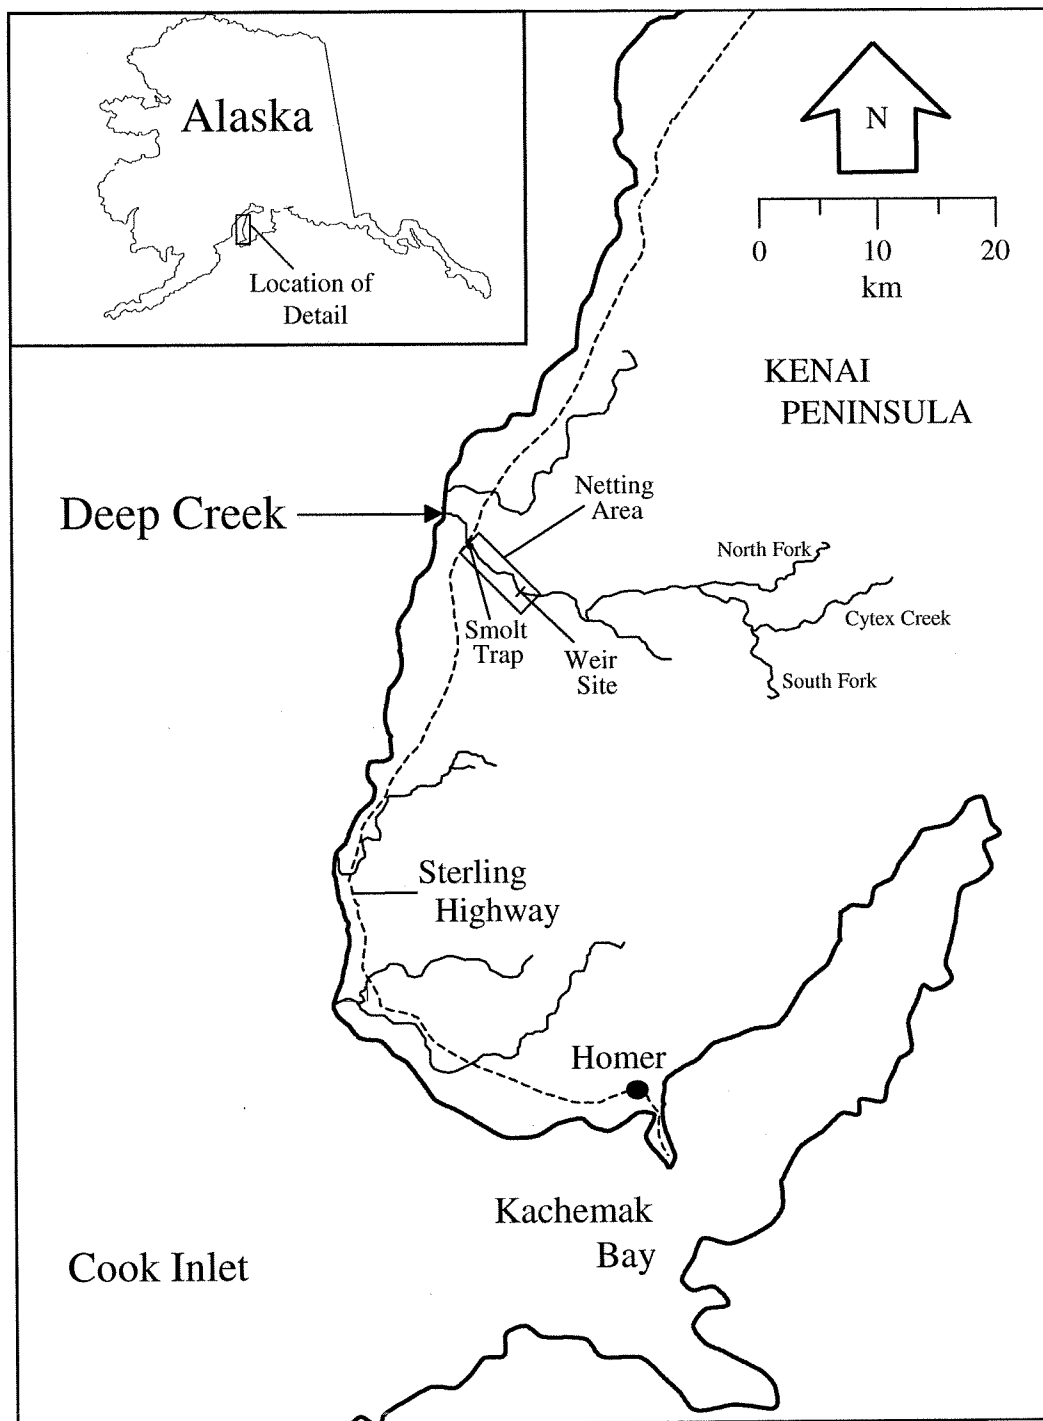 Alaska
Location of
Detail
N
0
10
20
km
KENAI
PENINSULA
Netting
Area
Deep Creek
North Fork
Cytex Creek
South Fork
Smolt
Trap
Weir
Site
Sterling
Highway
Homer
Kachemak
Bay
Cook Inlet